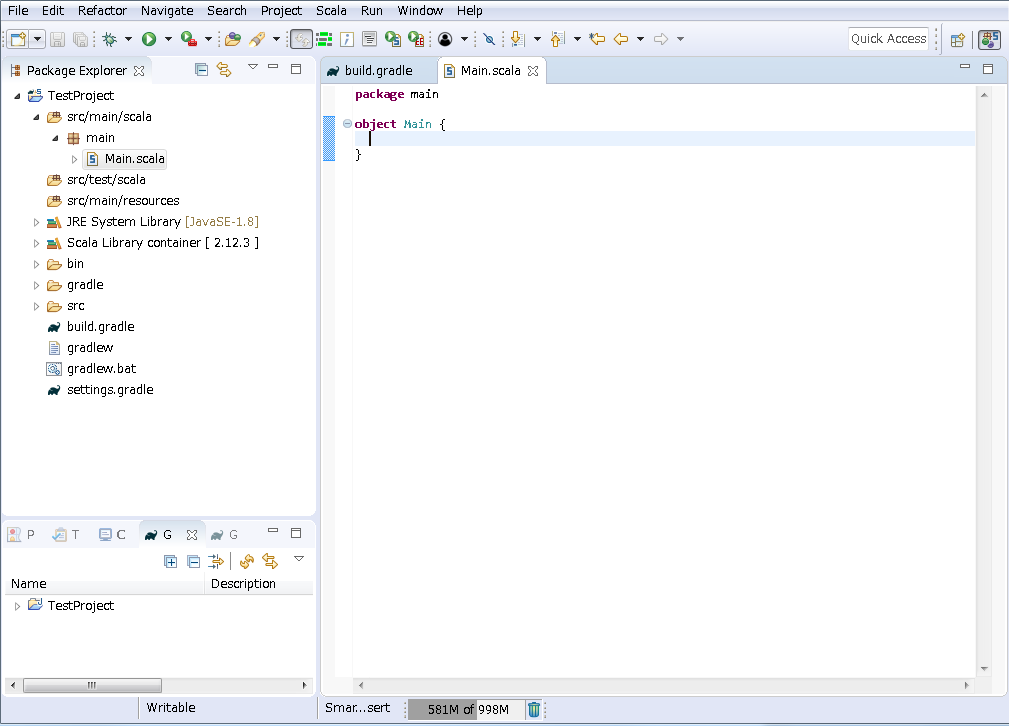 File Edit Refactor Navigate Search Project Scala Run Window Help
Quick Access
Package Explorer
TestProject
src/main/scala
main
Main.scala
src/test/scala
src/main/resources
JRE System Library [JavaSE-1.8]
Scala Library container [ 2.12.3 ]
bin
gradle
src
build.gradle
gradlew
gradlew.bat
settings.gradle
build.gradle Main.scala
package main
object Main {
}
P T C G G
Name Description
TestProject
Writable Smar...sert 581M of 998M